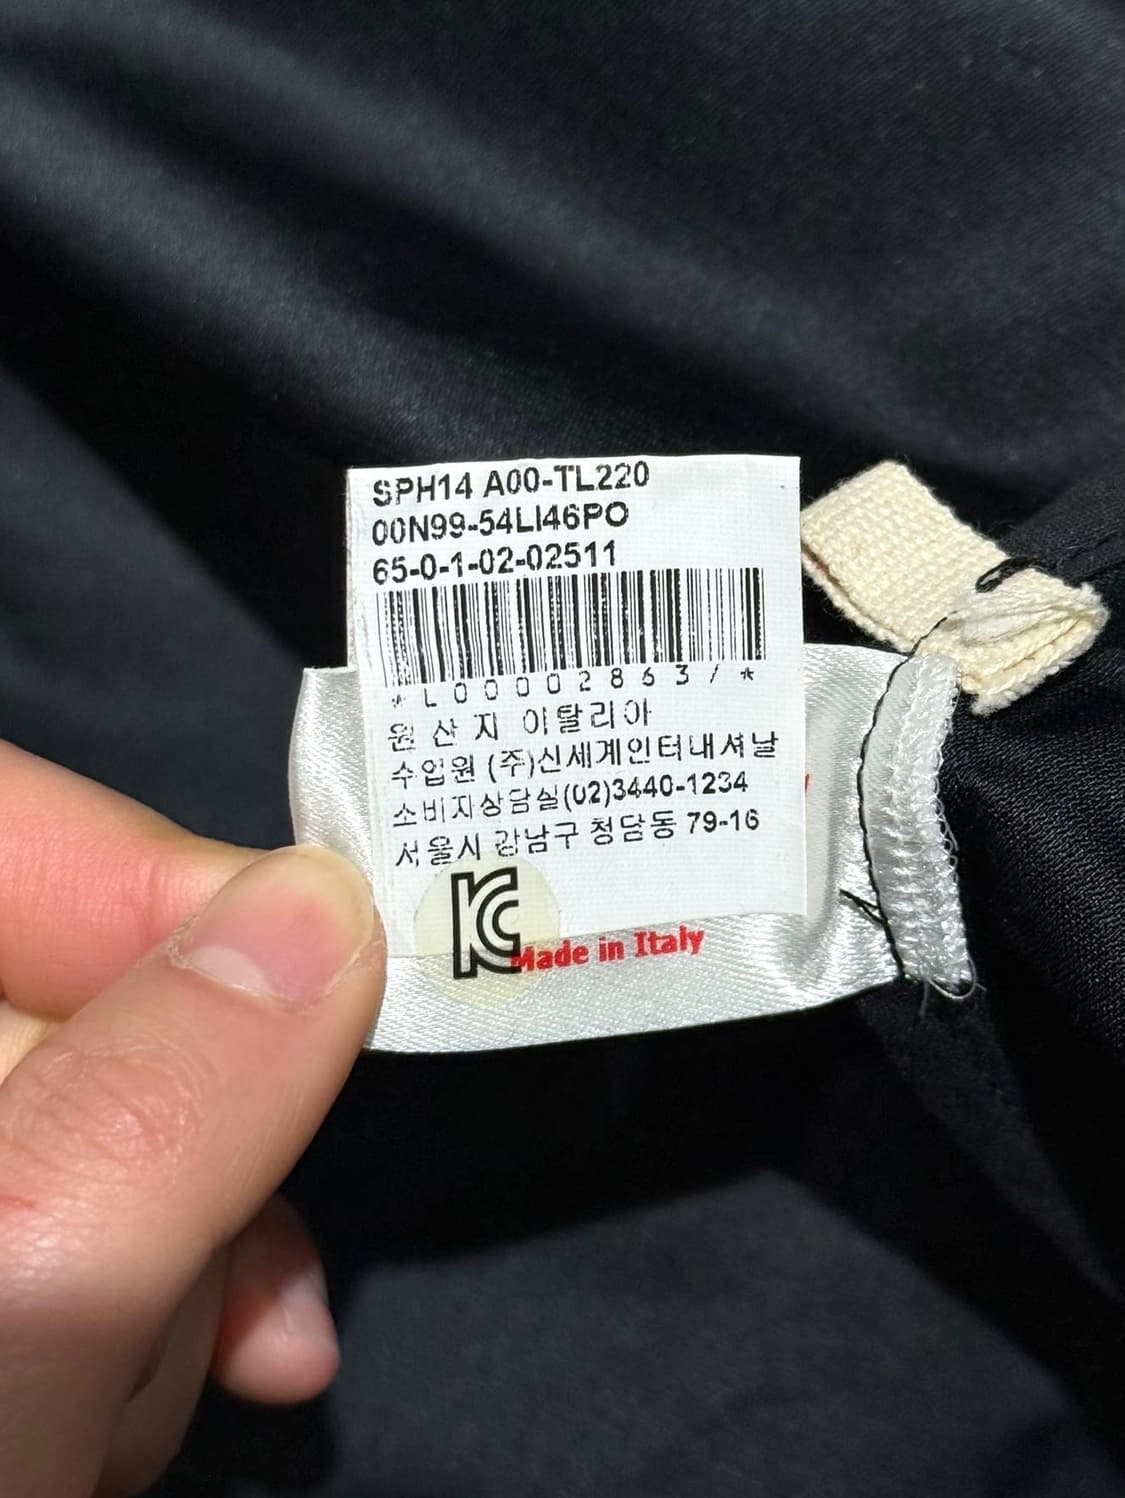 SPH14 A00-TL220
00N99-54LI46PO
65-0-1-02-02511
*L00002863/*
원산지 이탈리아
수입원 (주)신세계인터내셔날
소비자상담실(02)3440-1234
서울시 강남구 청담동 79-16
KC
Made in Italy